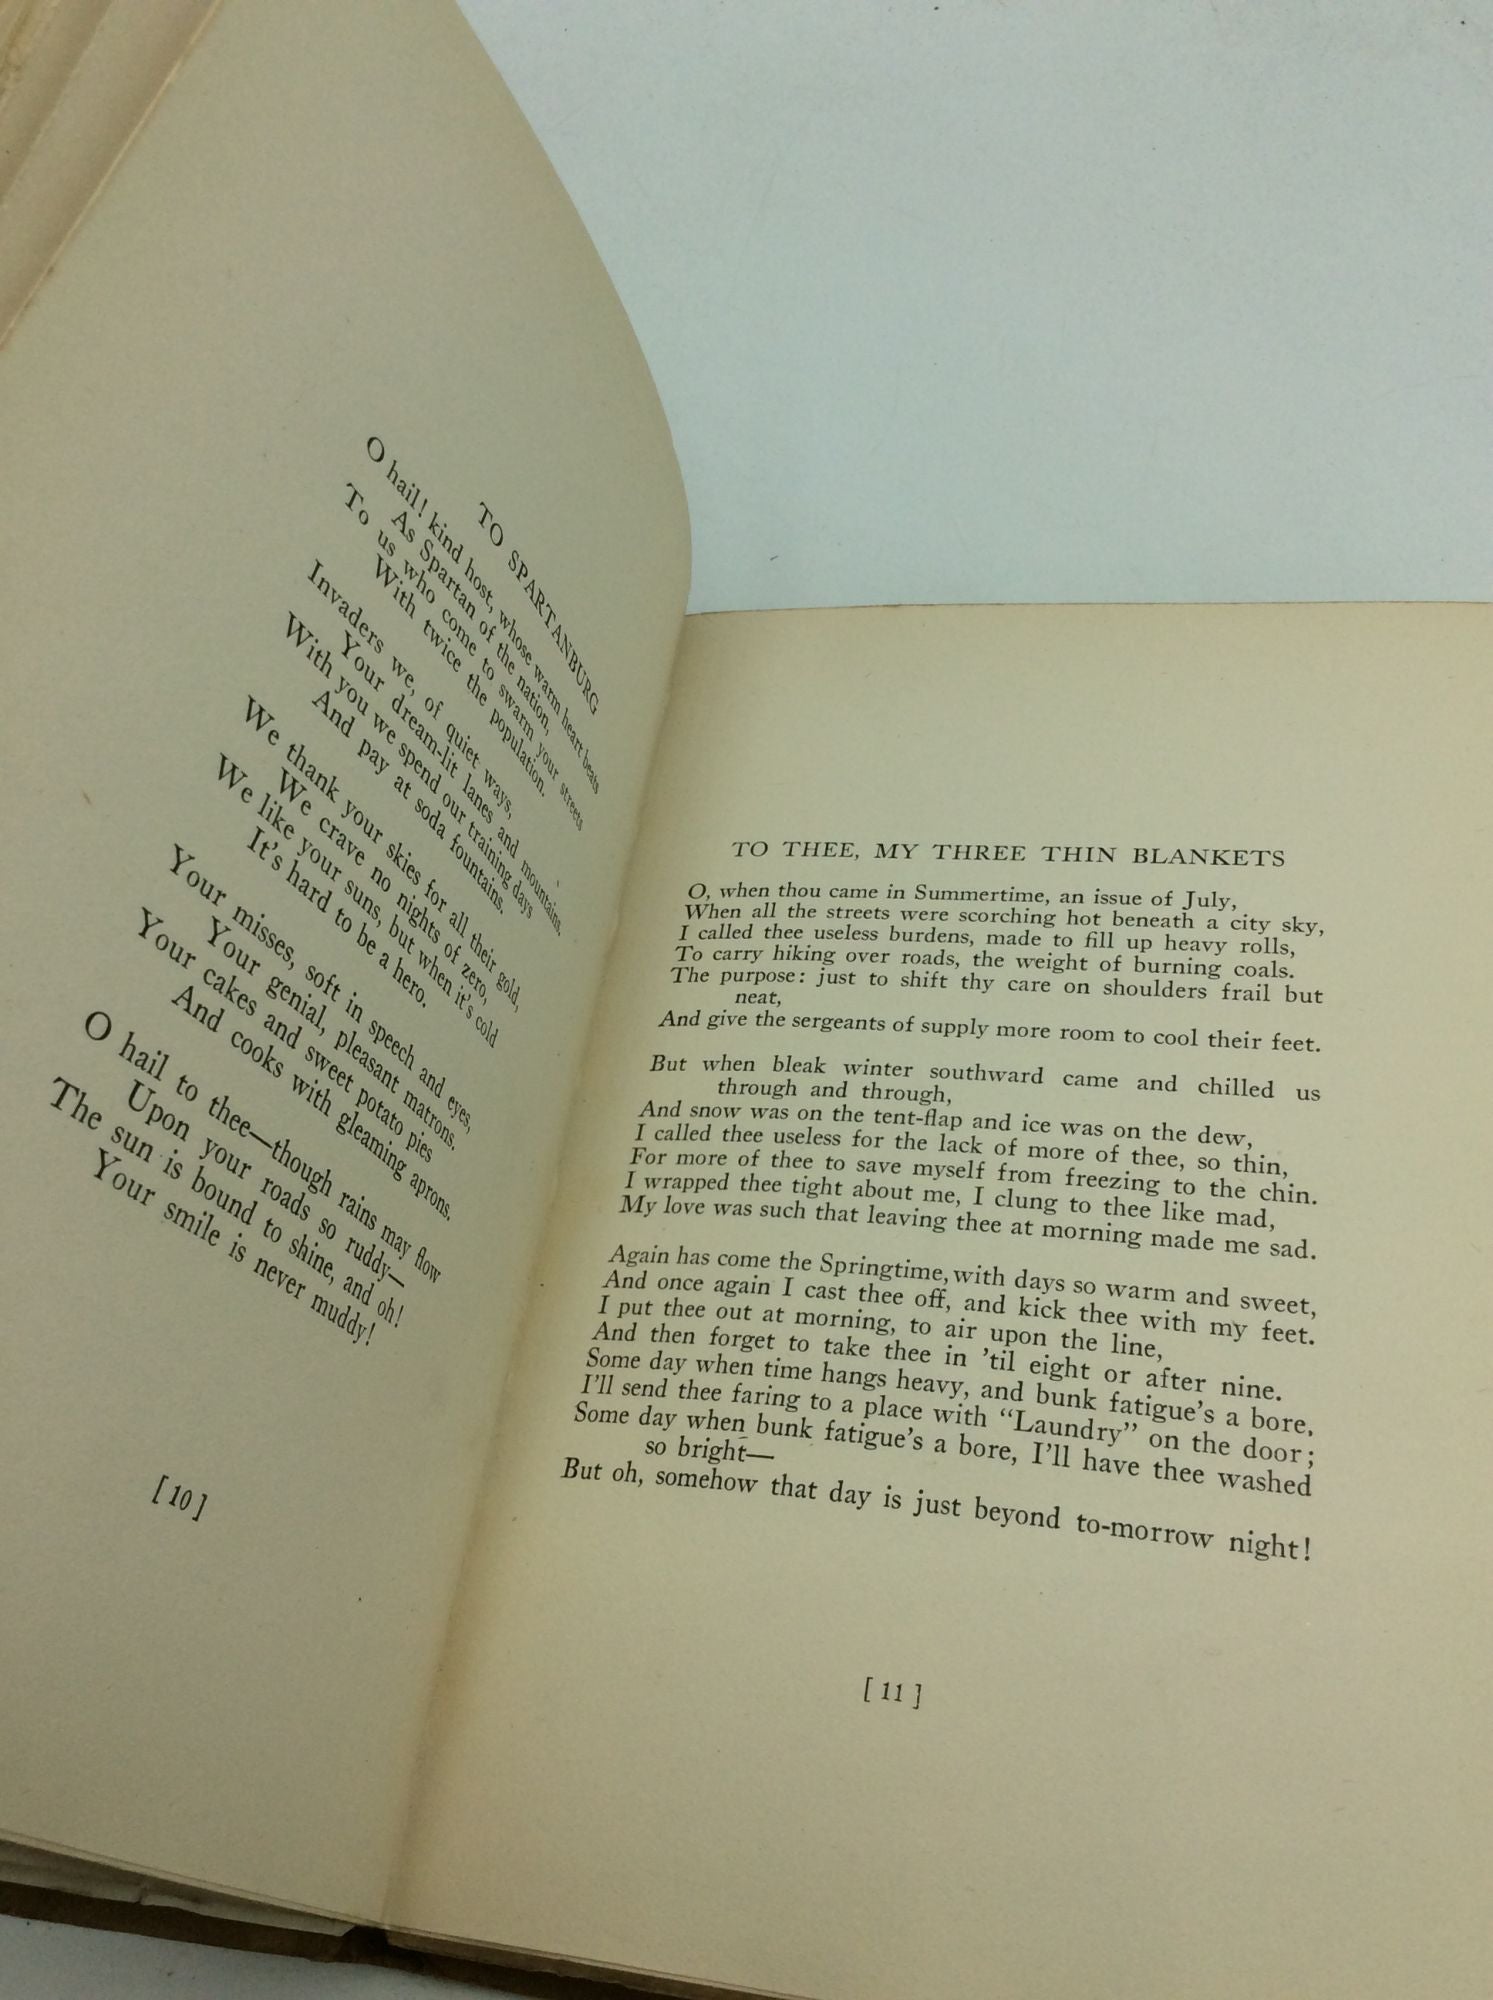 TO SPARTANBURG
O hail! kind host, whose warm heart beats
As Spartan of the nation,
To us who come to swarm your streets
With twice the population.
Invaders we, of quiet ways,
Your dream-lit lanes and mountains,
With you we spend our training days
And pay at soda fountains.
We thank your skies for all their gold,
We crave no nights of zero,
We like your suns, but when it's cold
It's hard to be a hero.
Your misses, soft in speech and eyes,
Your genial, pleasant matrons.
Your cakes and sweet potato pies
And cooks with gleaming aprons.
O hail to thee—though rains may flow
Upon your roads so ruddy—
The sun is bound to shine, and oh!
Your smile is never muddy!
[ 10 ]
TO THEE, MY THREE THIN BLANKETS
O, when thou came in Summertime, an issue of July,
When all the streets were scorching hot beneath a city sky,
I called thee useless burdens, made to fill up heavy rolls,
To carry hiking over roads, the weight of burning coals.
The purpose: just to shift thy care on shoulders frail but
neat,
And give the sergeants of supply more room to cool their feet.
But when bleak winter southward came and chilled us
through and through,
And snow was on the tent-flap and ice was on the dew,
I called thee useless for the lack of more of thee, so thin,
For more of thee to save myself from freezing to the chin.
I wrapped thee tight about me, I clung to thee like mad,
My love was such that leaving thee at morning made me sad.
Again has come the Springtime, with days so warm and sweet,
And once again I cast thee off, and kick thee with my feet.
I put thee out at morning, to air upon the line,
And then forget to take thee in 'til eight or after nine.
Some day when time hangs heavy, and bunk fatigue's a bore,
I'll send thee faring to a place with "Laundry" on the door;
Some day when bunk fatigue's a bore, I'll have thee washed
so bright—
But oh, somehow that day is just beyond to-morrow night!
[ 11 ]